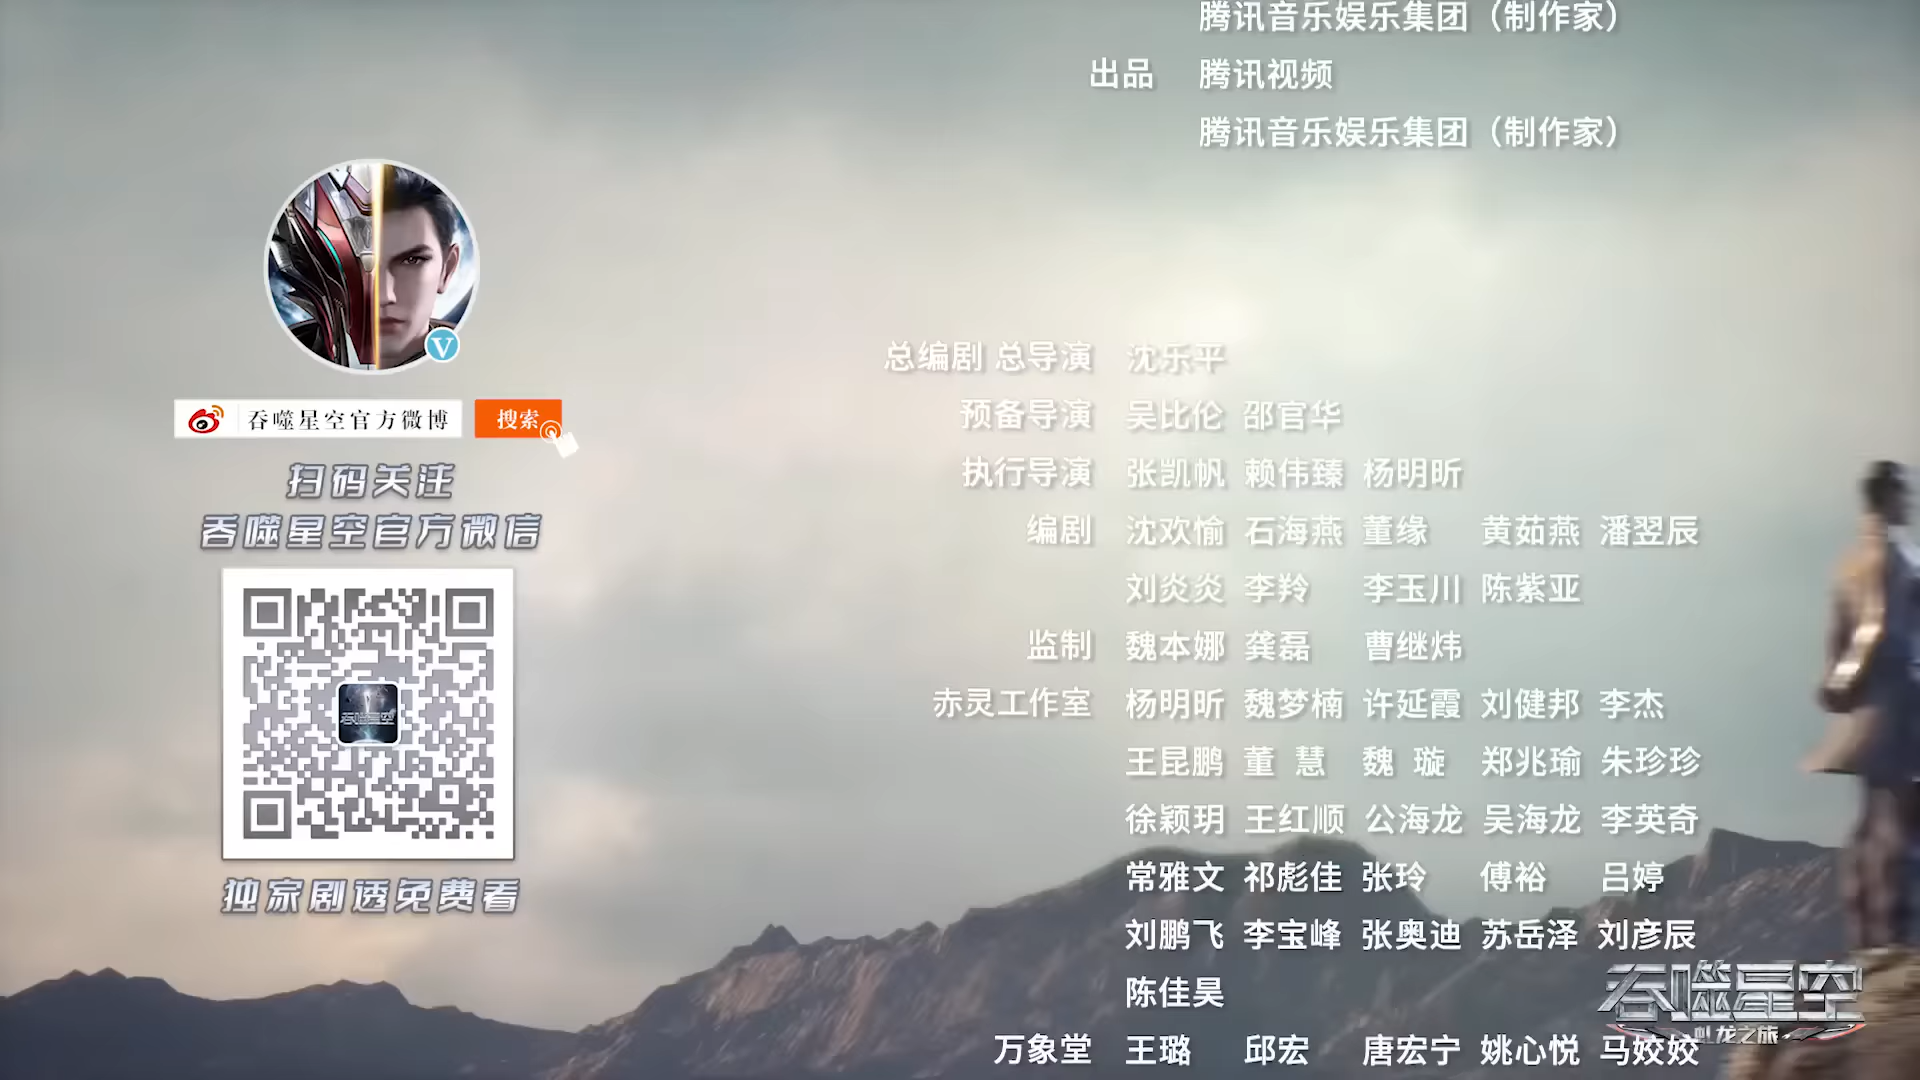 腾讯音乐娱乐集团（制作家）
出品 腾讯视频
腾讯音乐娱乐集团（制作家）
V
吞噬星空官方微博 搜索
扫码关注
吞噬星空官方微信
吞噬星空
独家剧透免费看
总编剧 总导演 沈乐平
预备导演 吴比伦 邵官华
执行导演 张凯帆 赖伟臻 杨明昕
编剧 沈欢愉 石海燕 董缘 黄茹燕 潘翌辰
刘炎炎 李羚 李玉川 陈紫亚
监制 魏本娜 龚磊 曹继炜
赤灵工作室 杨明昕 魏梦楠 许延霞 刘健邦 李杰
王昆鹏 董 慧 魏 璇 郑兆瑜 朱珍珍
徐颖玥 王红顺 公海龙 吴海龙 李英奇
常雅文 祁彪佳 张玲 傅裕 吕婷
刘鹏飞 李宝峰 张奥迪 苏岳泽 刘彦辰
陈佳昊
万象堂 王璐 邱宏 唐宏宁 姚心悦 马姣姣
吞噬星空
虬龙之旅